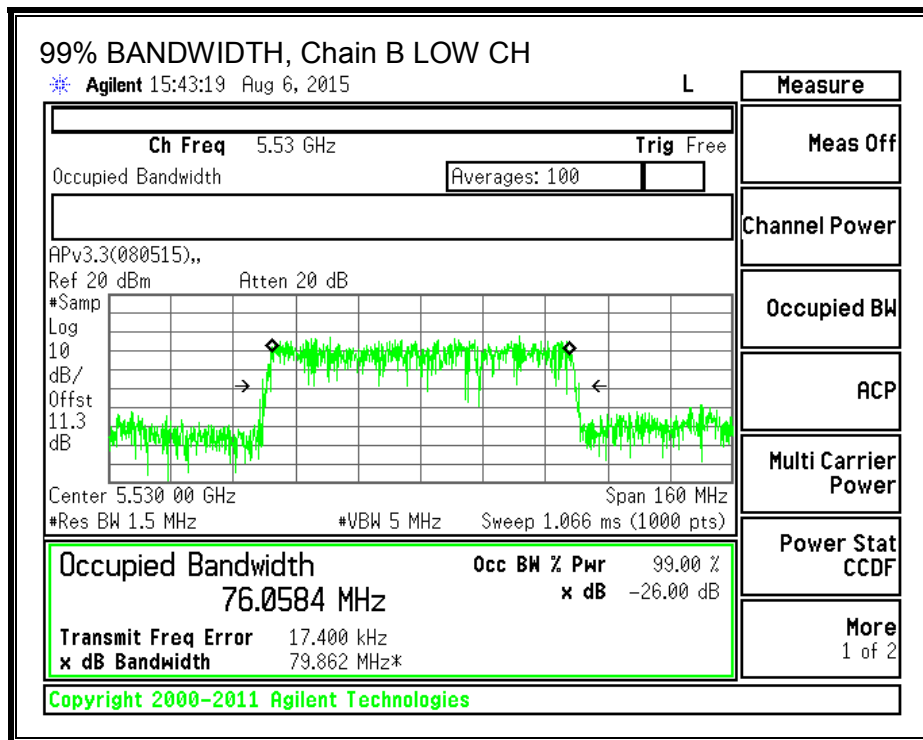 99% BANDWIDTH, Chain B LOW CH
Agilent 15:43:19 Aug 6, 2015 L Measure
Ch Freq 5.53 GHz Trig Free
Meas Off
Occupied Bandwidth Averages: 100
Channel Power
APv3.3(080515),,
Ref 20 dBm Atten 20 dB
#Samp
Log
10
dB/
Offst
11.3
dB
Occupied BW
ACP
Center 5.530 00 GHz Span 160 MHz
#Res BW 1.5 MHz #VBW 5 MHz Sweep 1.066 ms (1000 pts)
Multi Carrier
Power
Occupied Bandwidth Occ BW % Pwr 99.00 %
76.0584 MHz x dB -26.00 dB
Transmit Freq Error 17.400 kHz
x dB Bandwidth 79.862 MHz*
Power Stat
CCDF
More
1 of 2
Copyright 2000-2011 Agilent Technologies